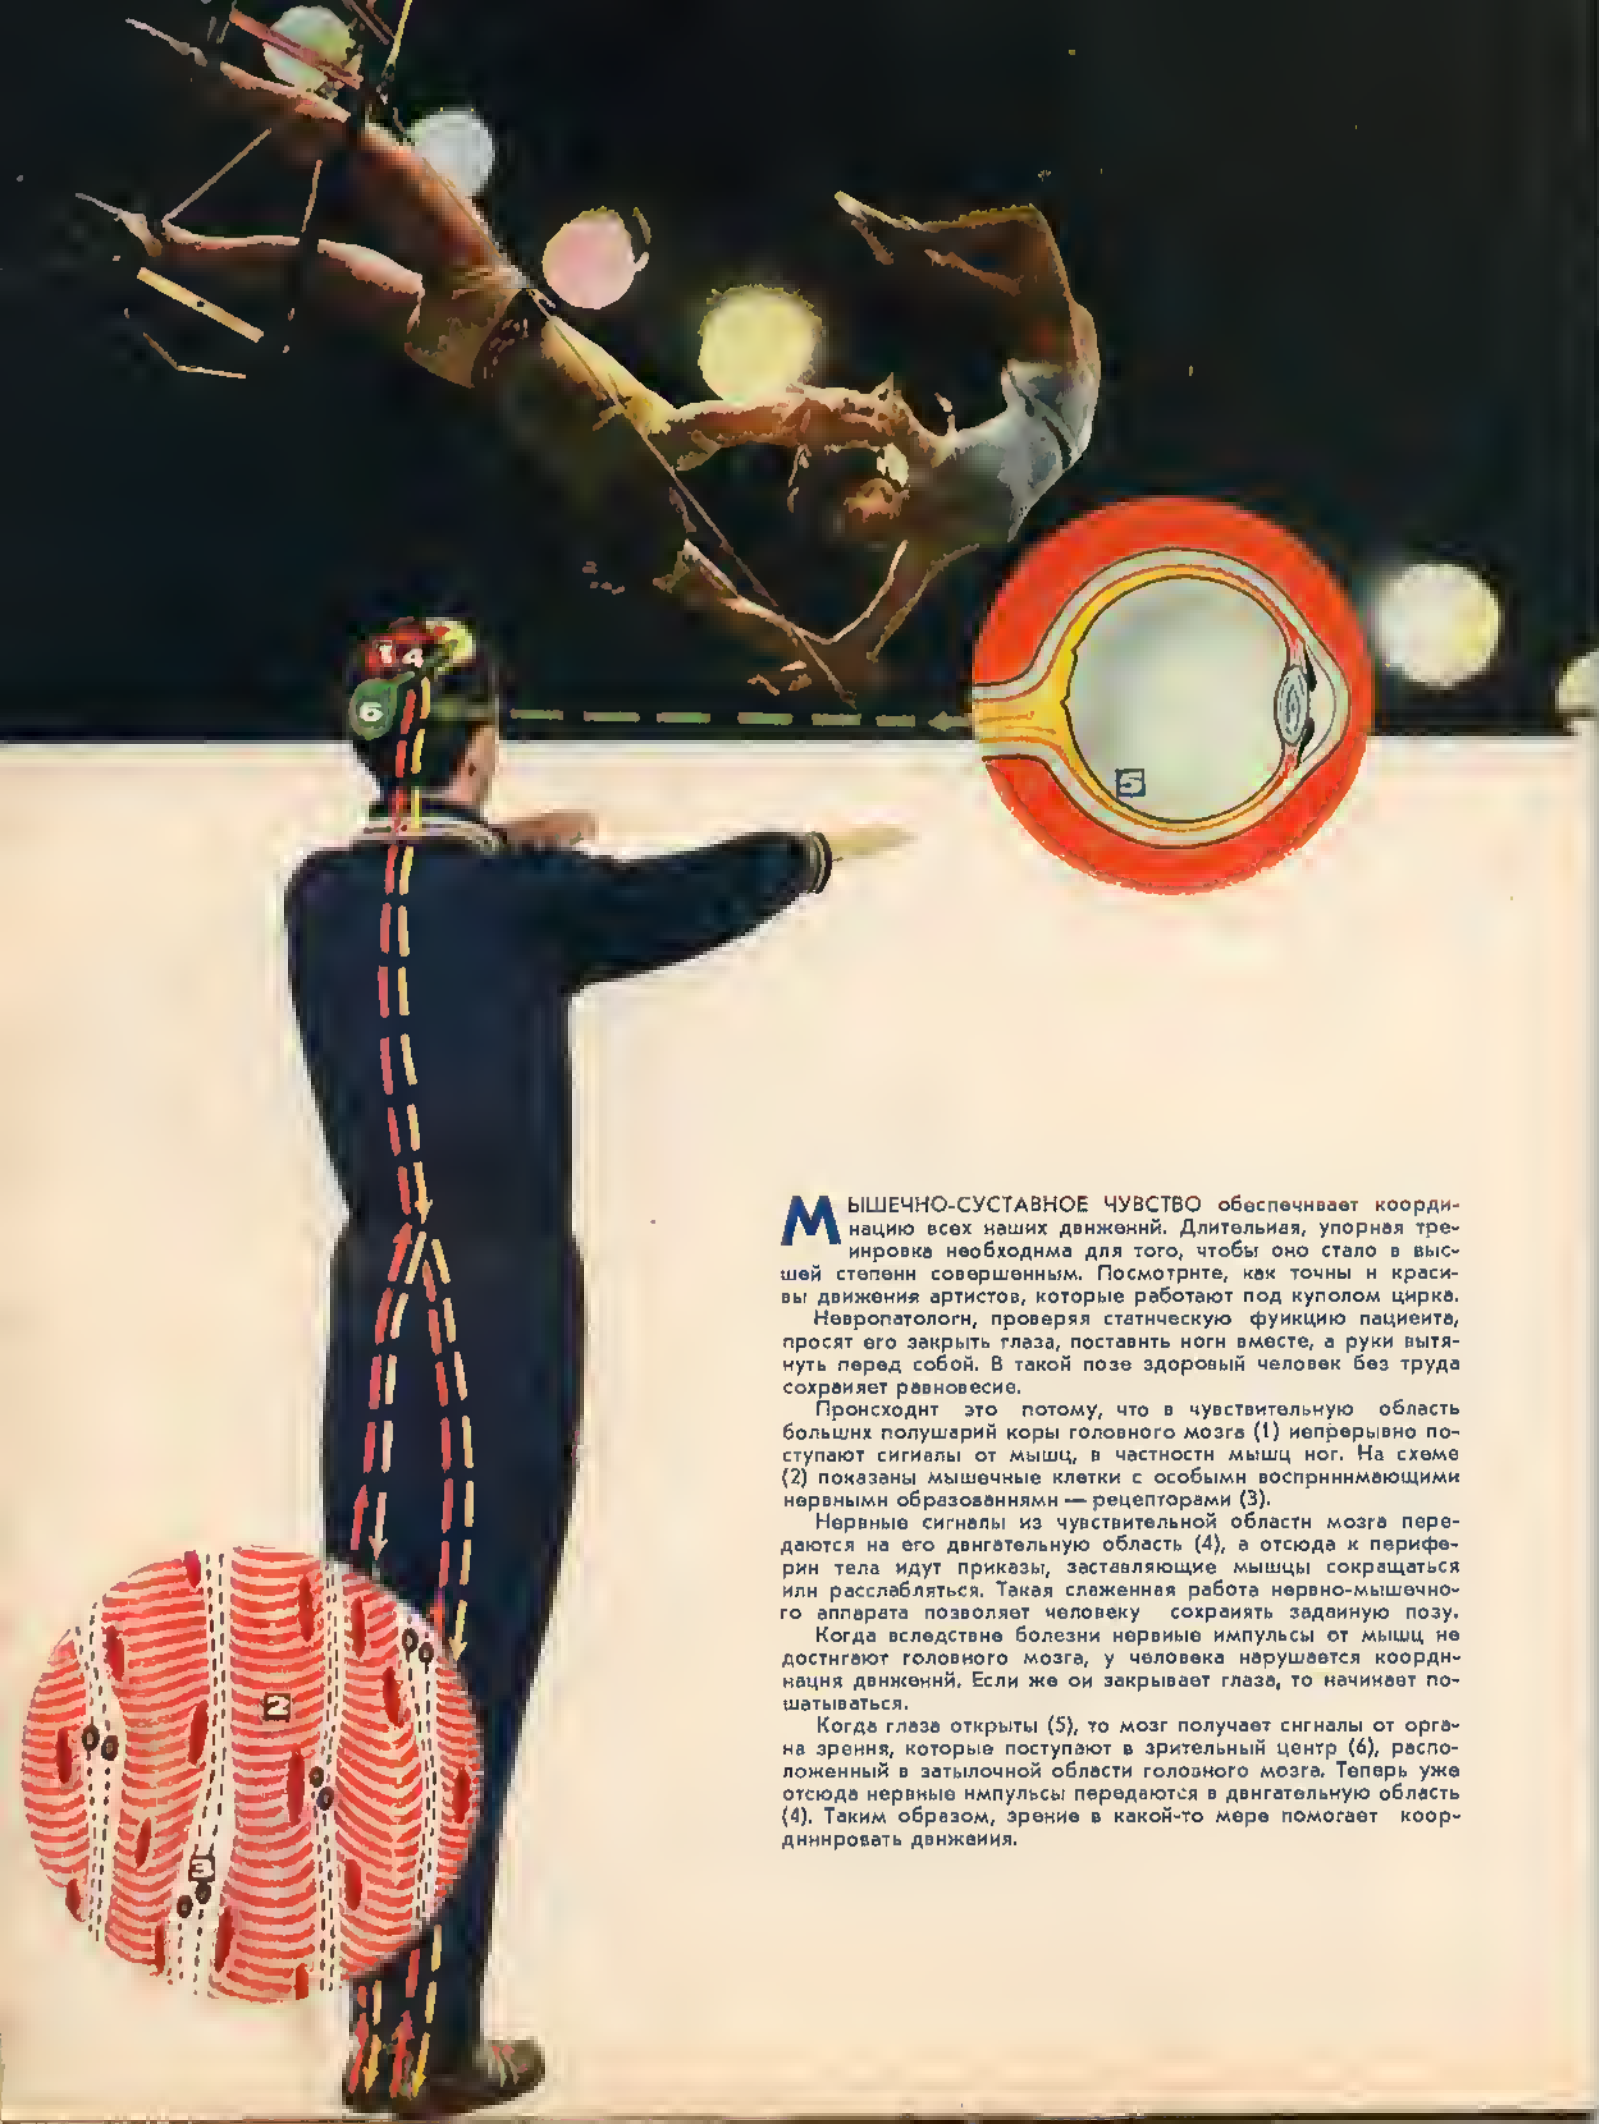 1 4
6
5
МЫШЕЧНО-СУСТАВНОЕ ЧУВСТВО обеспечивает коорди-
нацию всех наших движений. Длительная, упорная тре-
нировка необходима для того, чтобы оно стало в выс-
шей степени совершенным. Посмотрите, как точны и краси-
вы движения артистов, которые работают под куполом цирка.
Невропатологи, проверяя статическую функцию пациента,
просят его закрыть глаза, поставить ноги вместе, а руки вытя-
нуть перед собой. В такой позе здоровый человек без труда
сохраняет равновесие.
Происходит это потому, что в чувствительную область
больших полушарий коры головного мозга (1) непрерывно по-
ступают сигналы от мышц, в частности мышц ног. На схеме
(2) показаны мышечные клетки с особыми воспринимающими
нервными образованиями — рецепторами (3).
Нервные сигналы из чувствительной области мозга пере-
даются на его двигательную область (4), а отсюда к перифе-
рии тела идут приказы, заставляющие мышцы сокращаться
или расслабляться. Такая слаженная работа нервно-мышечно-
го аппарата позволяет человеку сохранять заданную позу.
Когда вследствие болезни нервные импульсы от мышц не
достигают головного мозга, у человека нарушается коорди-
нация движений. Если же он закрывает глаза, то начинает по-
шатываться.
Когда глаза открыты (5), то мозг получает сигналы от орга-
на зрения, которые поступают в зрительный центр (6), распо-
ложенный в затылочной области головного мозга. Теперь уже
отсюда нервные импульсы передаются в двигательную область
(4). Таким образом, зрение в какой-то мере помогает коор-
динировать движения.
2
3